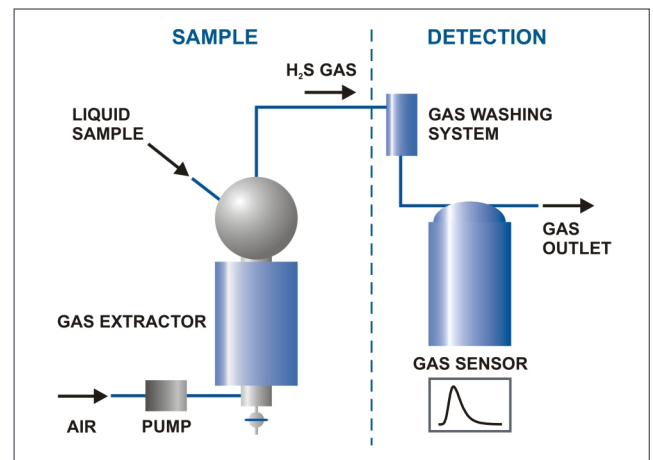 SAMPLE
DETECTION
H₂S GAS
LIQUID
SAMPLE
GAS WASHING
SYSTEM
GAS
OUTLET
GAS EXTRACTOR
GAS SENSOR
AIR
PUMP